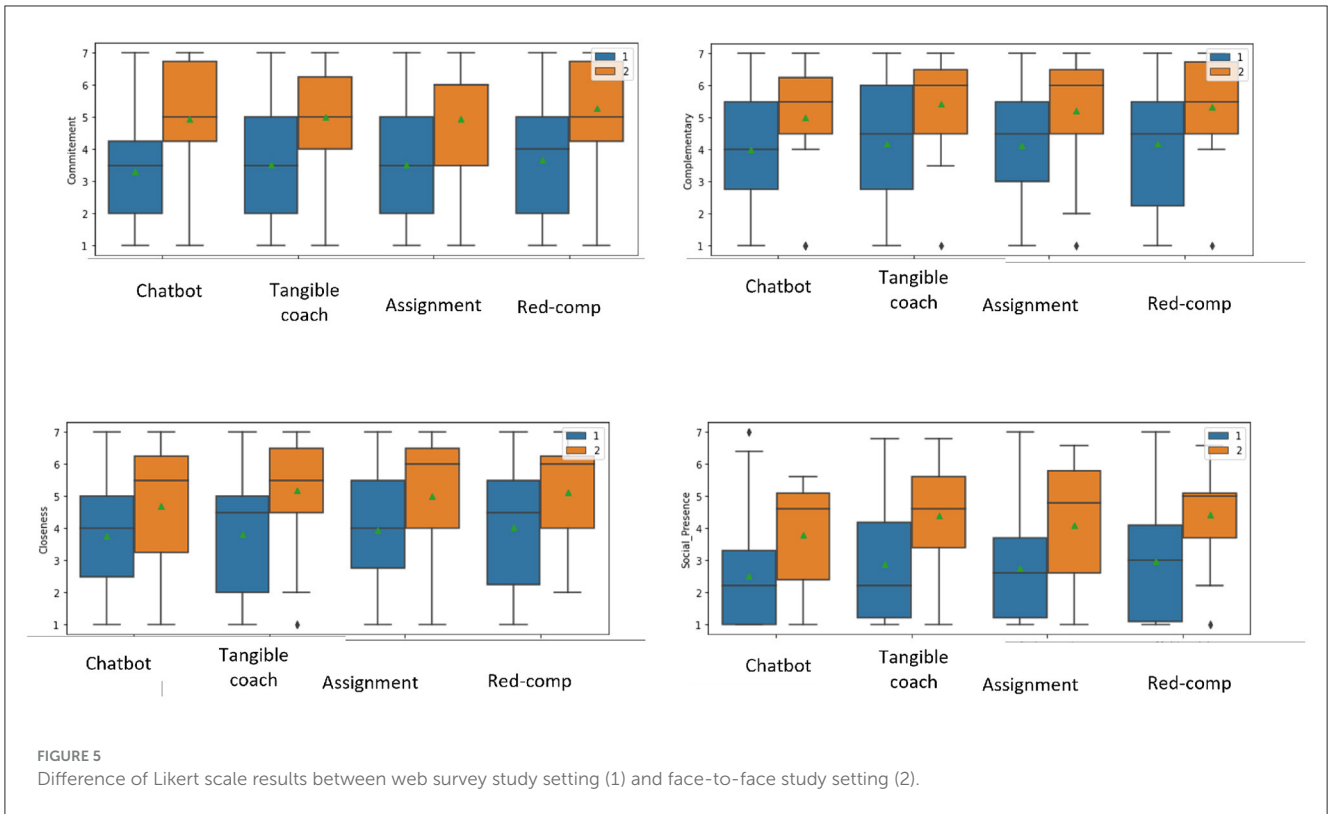 7
6
5
4
3
2
1
Commitement
1
2
Chatbot
Tangible
coach
Assignment
Red-comp
7
6
5
4
3
2
1
Complementary
1
2
Chatbot
Tangible
coach
Assignment
Red-comp
7
6
5
4
3
2
1
Closeness
1
2
Chatbot
Tangible
coach
Assignment
Red-comp
7
6
5
4
3
2
1
Social_Presence
1
2
Chatbot
Tangible
coach
Assignment
Red-comp
FIGURE 5
Difference of Likert scale results between web survey study setting (1) and face-to-face study setting (2).